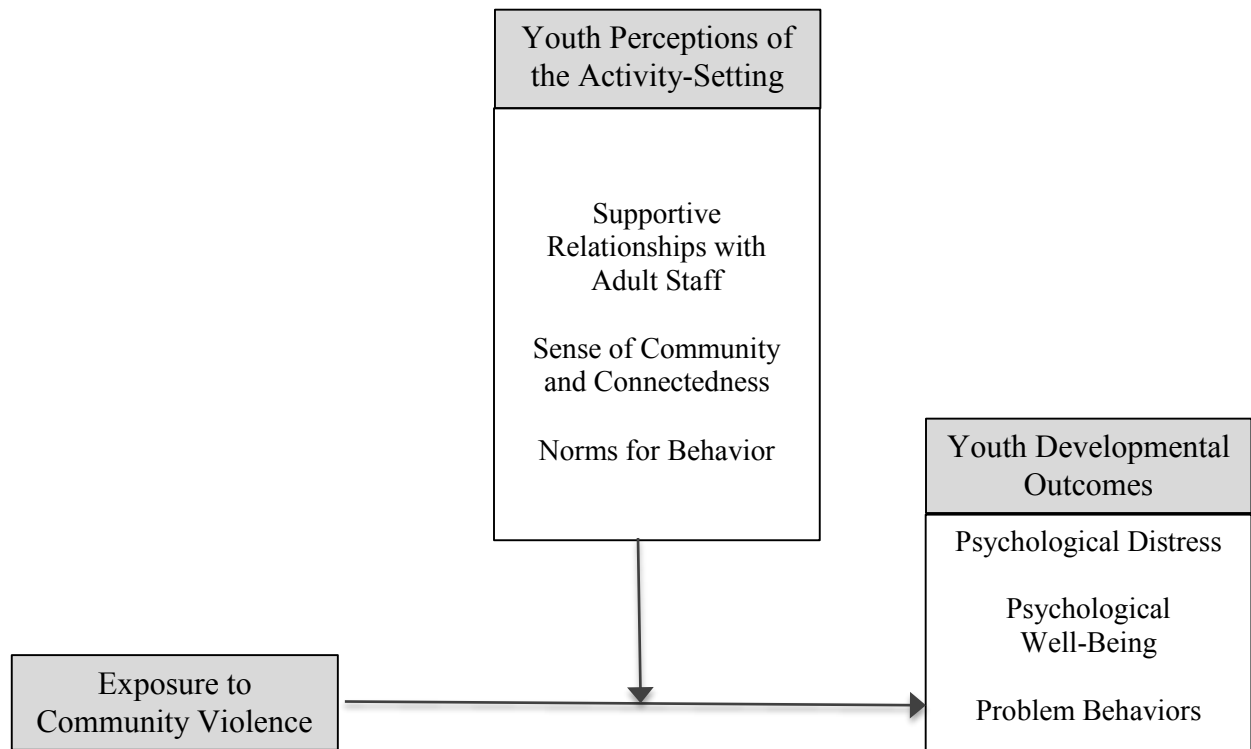 Youth Perceptions of
the Activity-Setting
Supportive
Relationships with
Adult Staff
Sense of Community
and Connectedness
Norms for Behavior
Youth Developmental
Outcomes
Psychological Distress
Psychological
Well-Being
Problem Behaviors
Exposure to
Community Violence